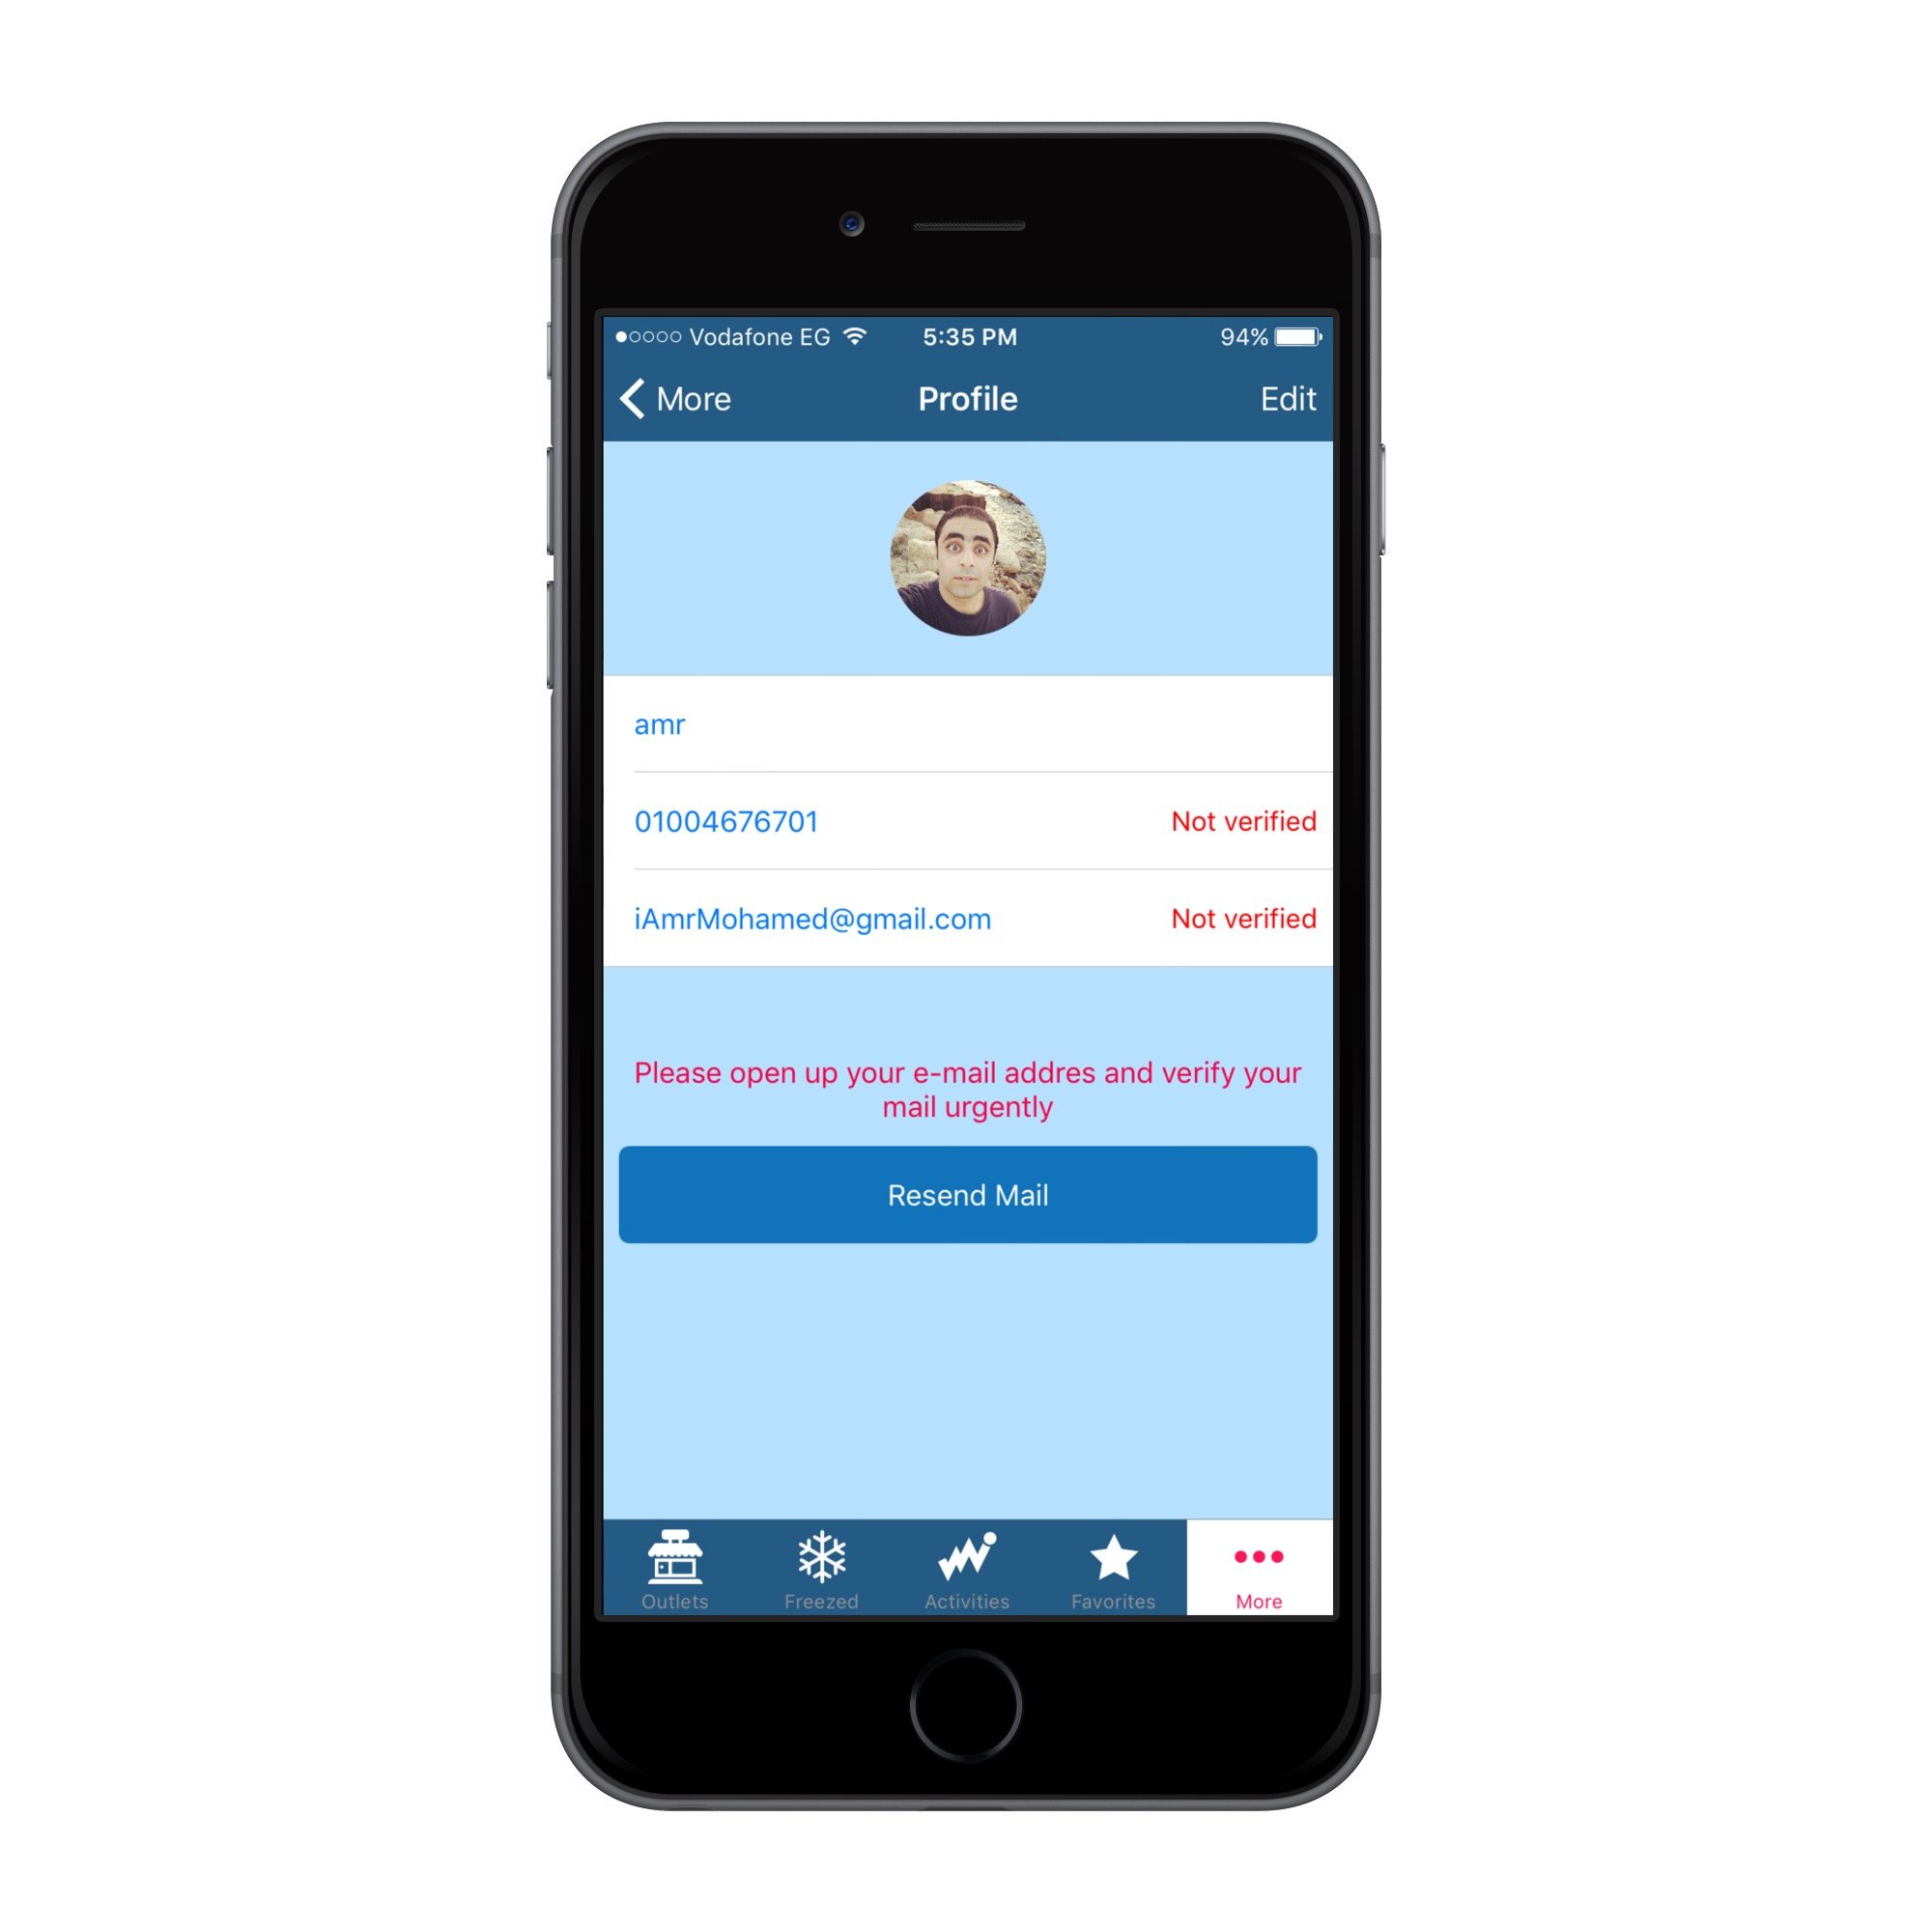 Vodafone EG 5:35 PM 94%
More Profile Edit
amr
01004676701 Not verified
iAmrMohamed@gmail.com Not verified
Please open up your e-mail addres and verify your
mail urgently
Resend Mail
Outlets Freezed Activities Favorites More